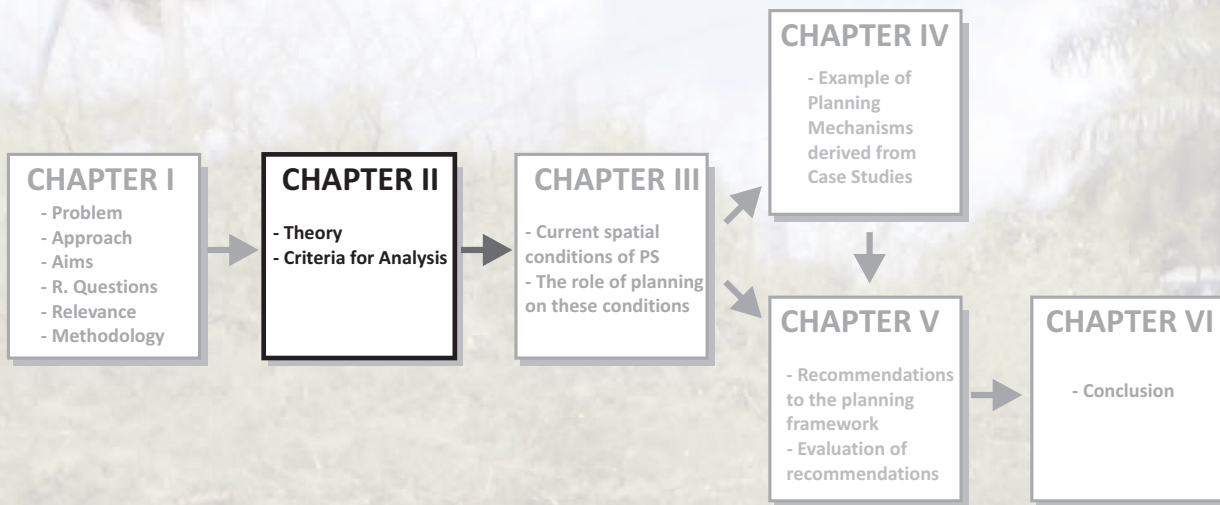 CHAPTER I
- Problem
- Approach
- Aims
- R. Questions
- Relevance
- Methodology
CHAPTER II
- Theory
- Criteria for Analysis
CHAPTER III
- Current spatial
conditions of PS
- The role of planning
on these conditions
CHAPTER IV
- Example of
Planning
Mechanisms
derived from
Case Studies
CHAPTER V
- Recommendations
to the planning
framework
- Evaluation of
recommendations
CHAPTER VI
- Conclusion